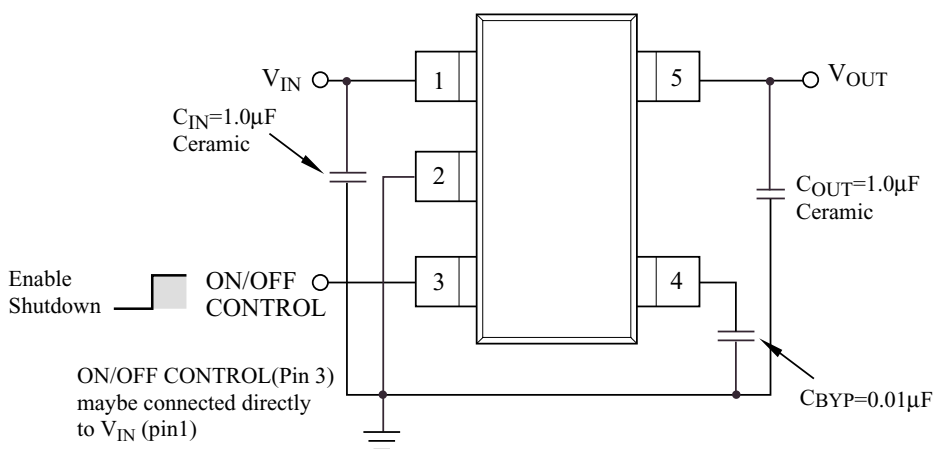 1
5
VIN
VOUT
CIN=1.0µF
Ceramic
2
COUT=1.0µF
Ceramic
Enable
Shutdown
ON/OFF
CONTROL
3
4
ON/OFF CONTROL(Pin 3)
maybe connected directly
to VIN (pin1)
CBYP=0.01µF